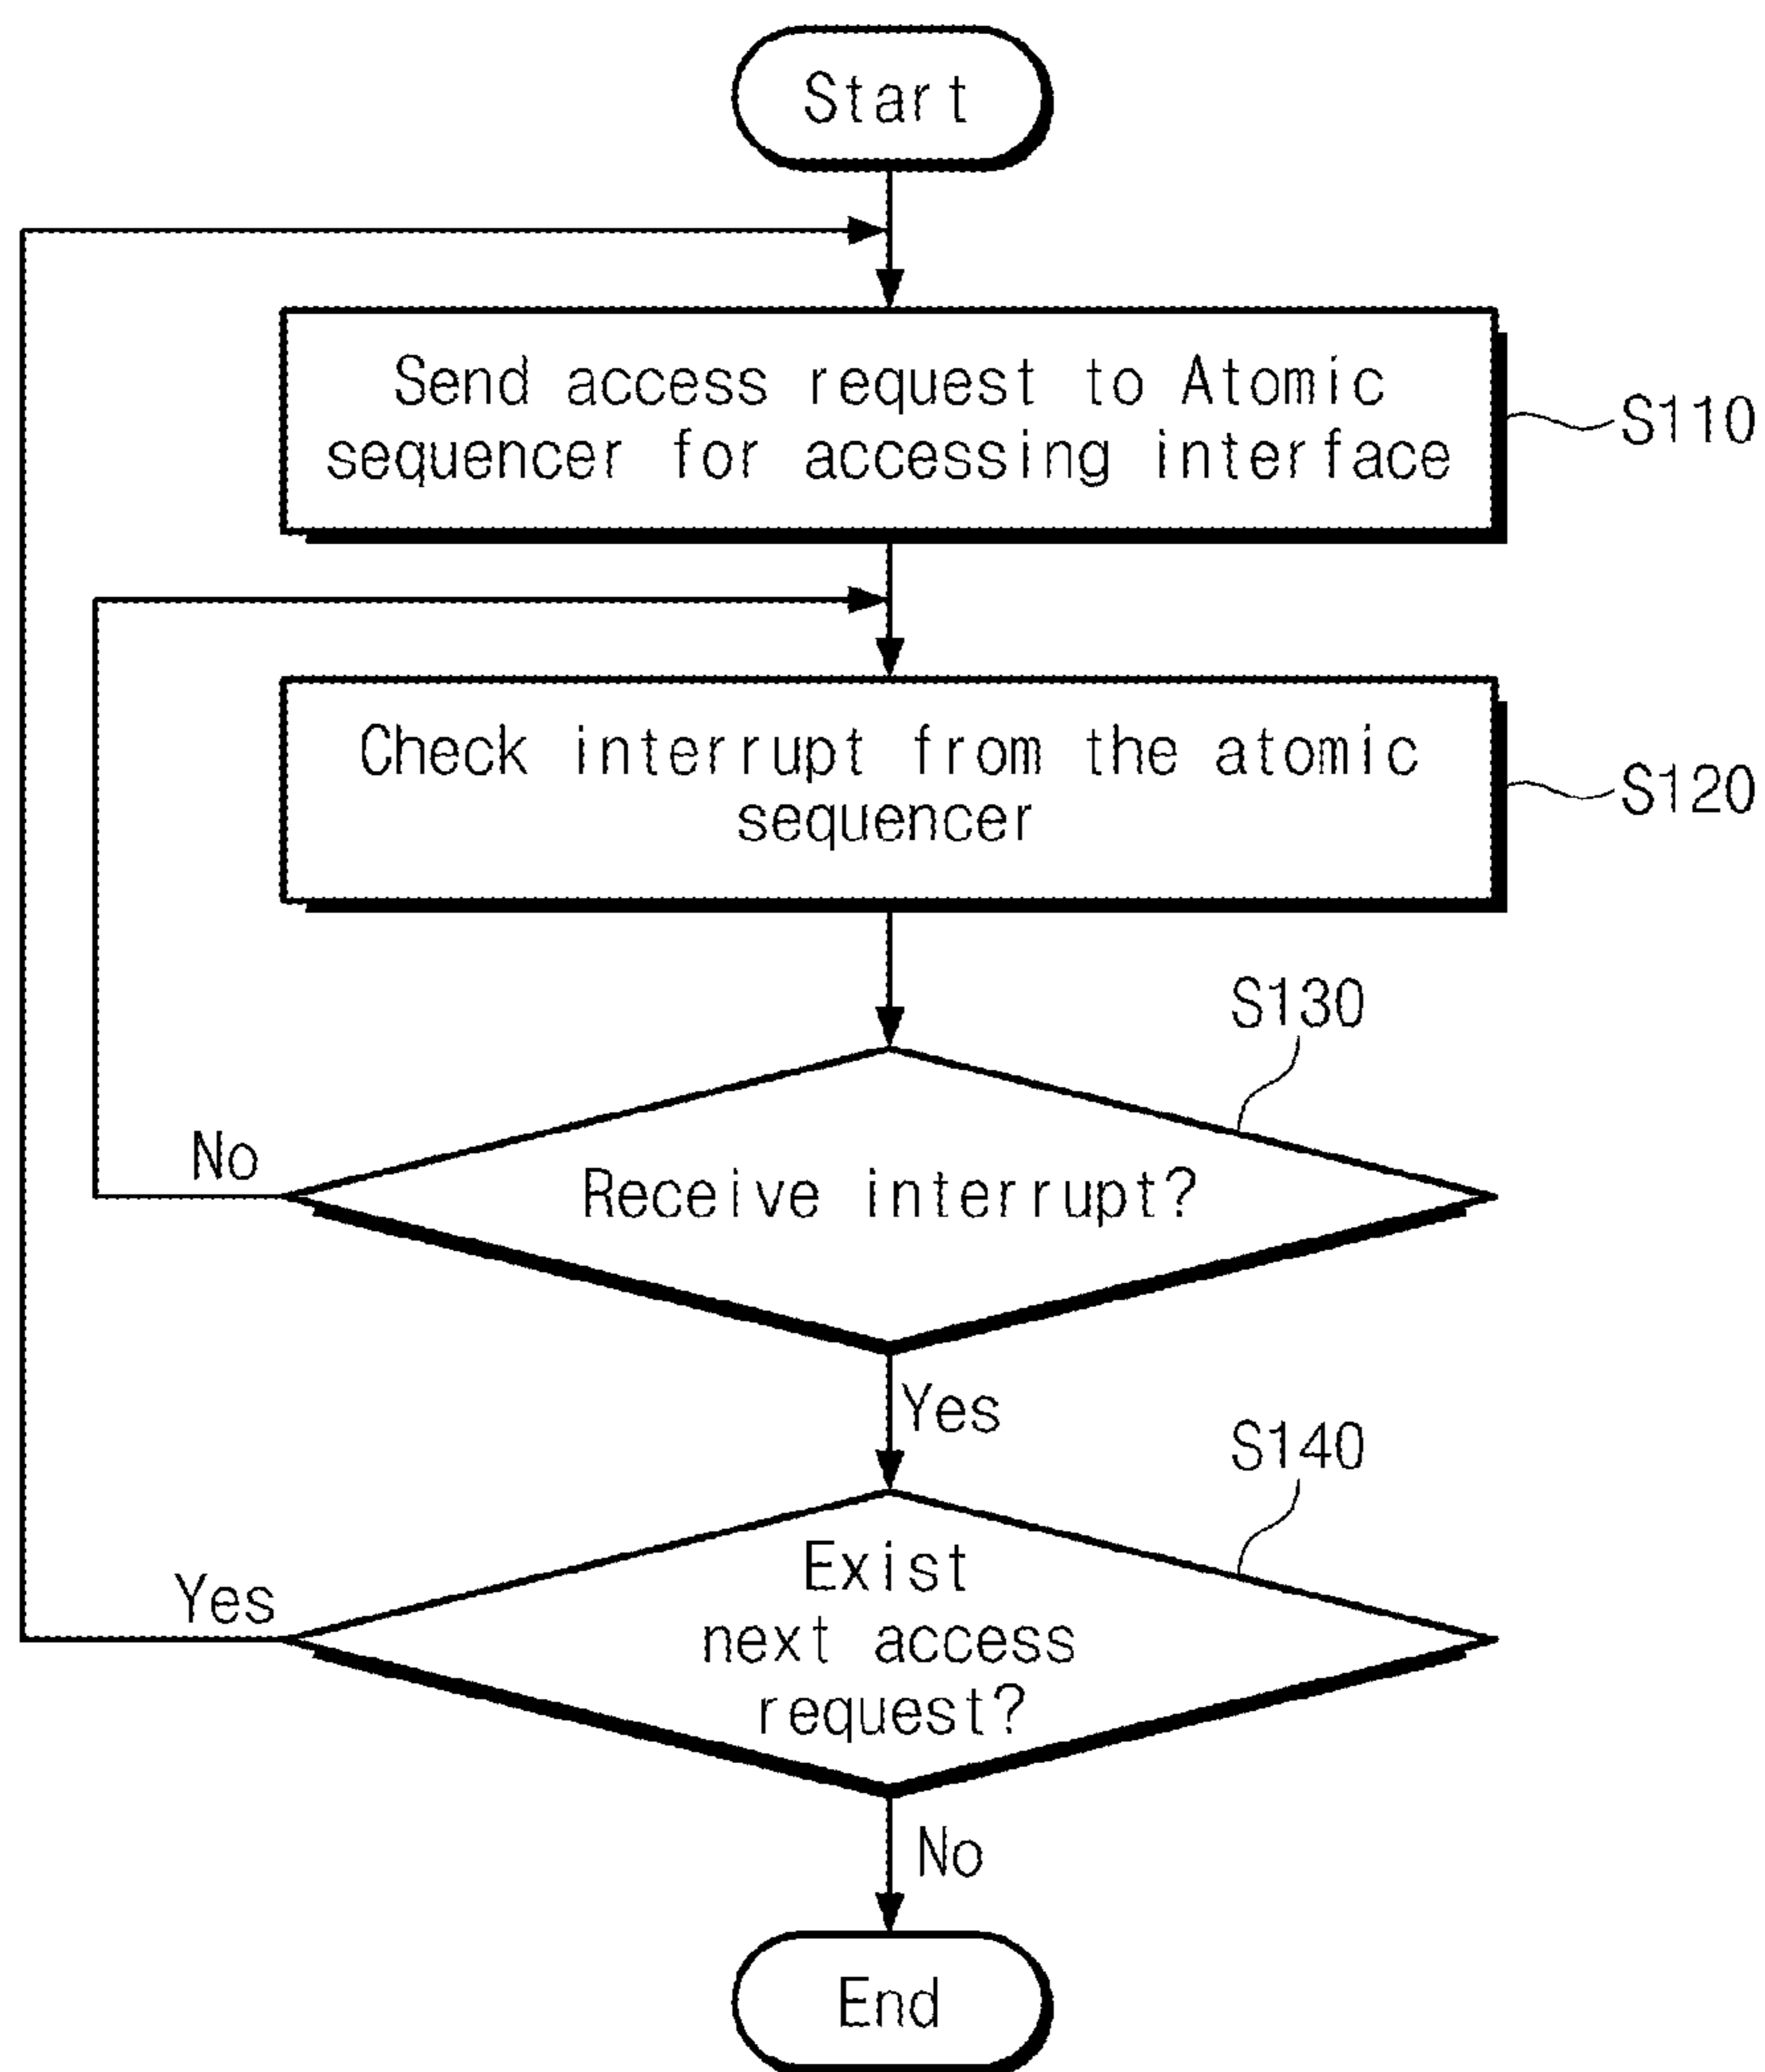 Start
Send access request to Atomic
sequencer for accessing interface
S110
Check interrupt from the atomic
sequencer
S120
S130
No
Receive interrupt?
Yes
S140
Yes
Exist
next access
request?
No
End